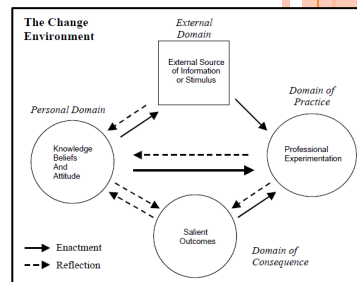 The Change
Environment
External
Domain
External Source
of Information
or Stimulus
Domain of
Practice
Personal Domain
Knowledge
Beliefs
And
Attitude
Professional
Experimentation
Salient
Outcomes
Domain of
Consequence
Enactment
Reflection